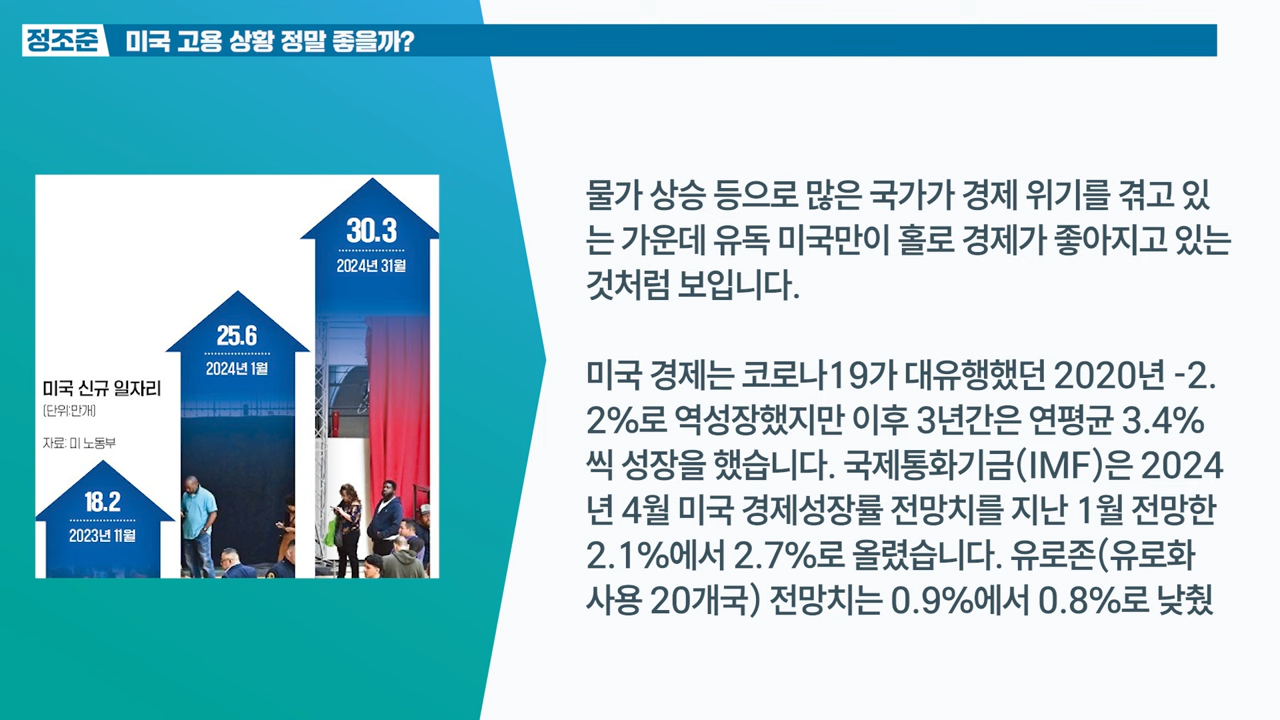 정조준 미국 고용 상황 정말 좋을까?
30.3
2024년 31월
25.6
2024년 1월
미국 신규 일자리
(단위:만개)
자료: 미 노동부
18.2
2023년 11월
물가 상승 등으로 많은 국가가 경제 위기를 겪고 있
는 가운데 유독 미국만이 홀로 경제가 좋아지고 있는
것처럼 보입니다.
미국 경제는 코로나19가 대유행했던 2020년 -2.
2%로 역성장했지만 이후 3년간은 연평균 3.4%
씩 성장을 했습니다. 국제통화기금(IMF)은 2024
년 4월 미국 경제성장률 전망치를 지난 1월 전망한
2.1%에서 2.7%로 올렸습니다. 유로존(유로화
사용 20개국) 전망치는 0.9%에서 0.8%로 낮췄